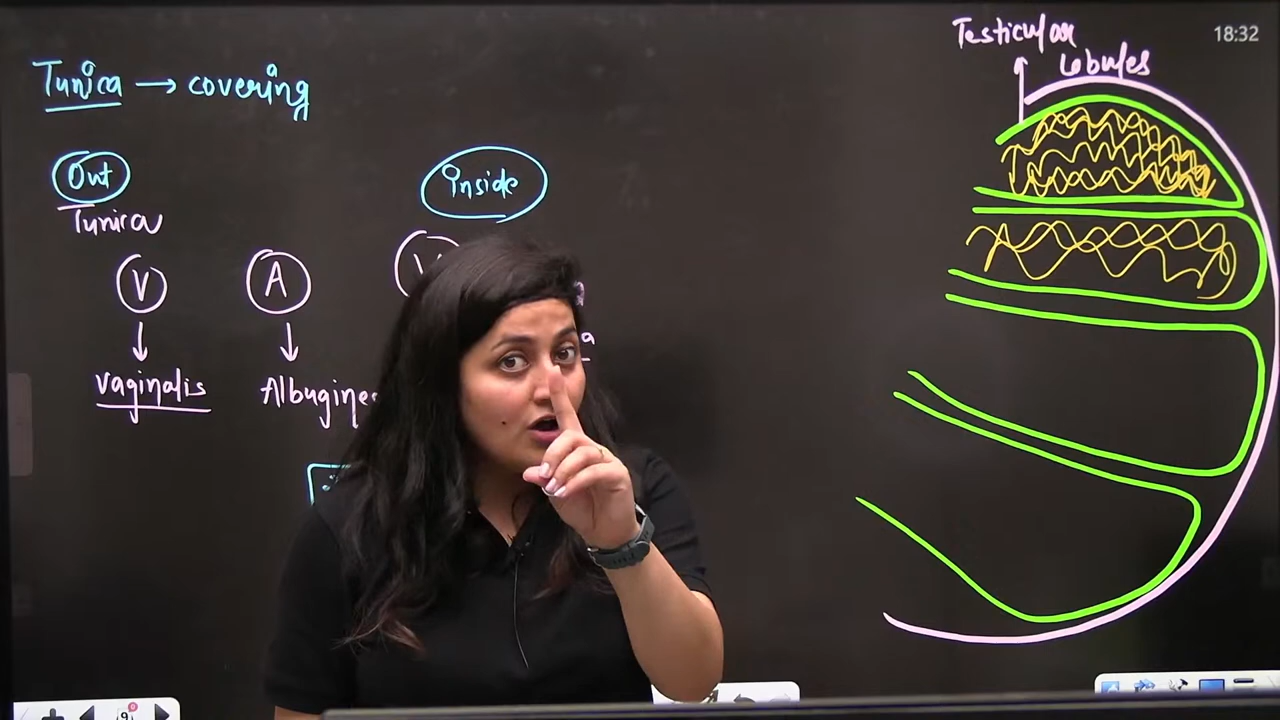 Tunica → covering
Out
Inside
Tunica
V
A
vaginalis
Testicular
Lobules
18:32